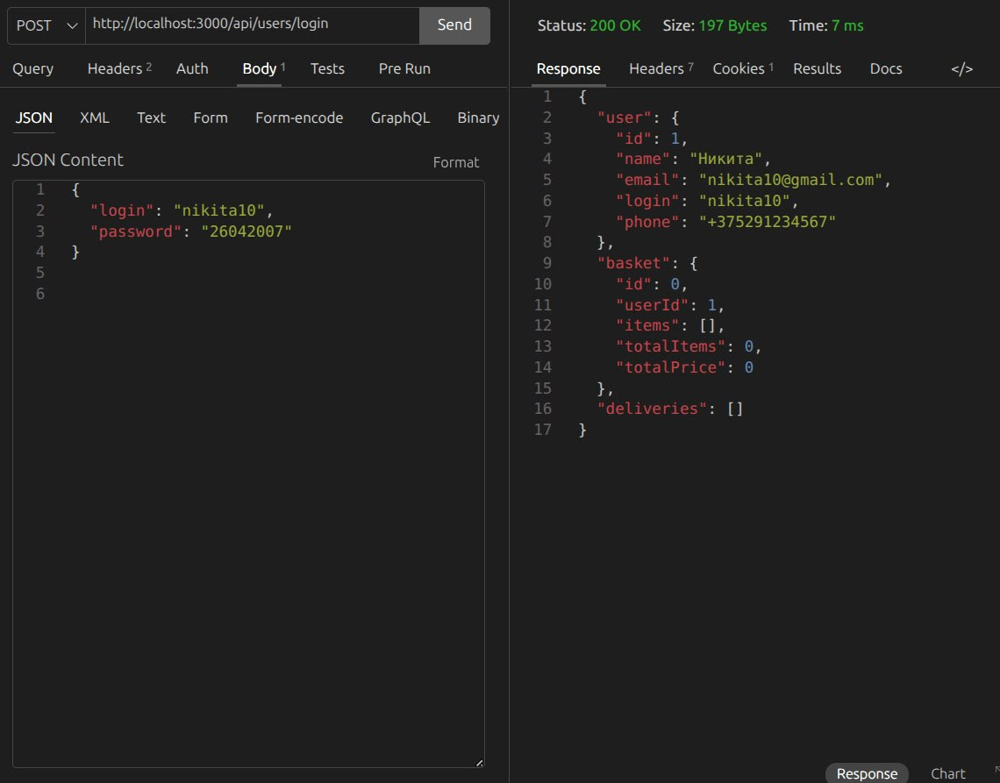 POST http://localhost:3000/api/users/login Send
Query Headers 2 Auth Body 1 Tests Pre Run
JSON XML Text Form Form-encode GraphQL Binary
JSON Content Format
1 {
2 "login": "nikita10",
3 "password": "26042007"
4 }
5
6
Status: 200 OK Size: 197 Bytes Time: 7 ms
Response Headers 7 Cookies 1 Results Docs </>
1 {
2 "user": {
3 "id": 1,
4 "name": "Никита",
5 "email": "nikita10@gmail.com",
6 "login": "nikita10",
7 "phone": "+375291234567"
8 },
9 "basket": {
10 "id": 0,
11 "userId": 1,
12 "items": [],
13 "totalItems": 0,
14 "totalPrice": 0
15 },
16 "deliveries": []
17 }
Response Chart